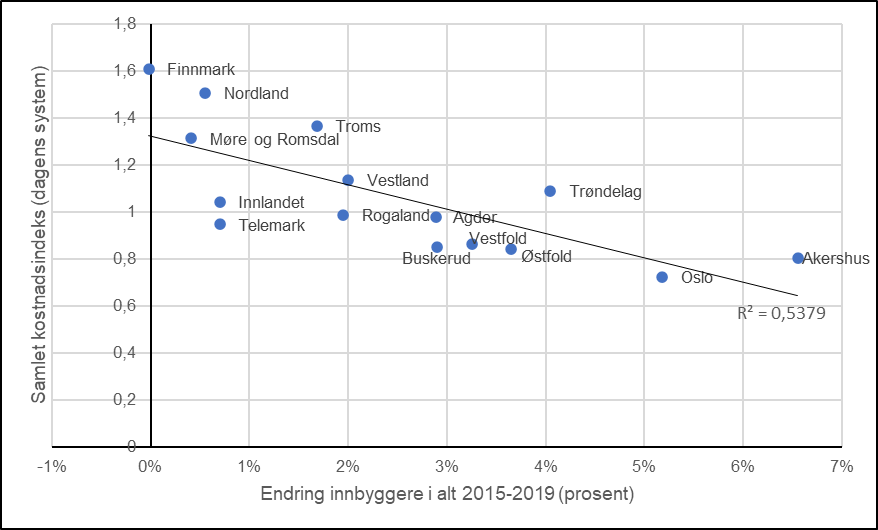 Samlet kostnadsindeks (dagens system)
1,8
1,6
1,4
1,2
1
0,8
0,6
0,4
0,2
0
Finnmark
Nordland
Troms
Møre og Romsdal
Vestland
Trøndelag
Innlandet
Rogaland
Agder
Telemark
Vestfold
Buskerud
Østfold
Akershus
Oslo
R² = 0,5379
-1%
0%
1%
2%
3%
4%
5%
6%
7%
Endring innbyggere i alt 2015-2019 (prosent)